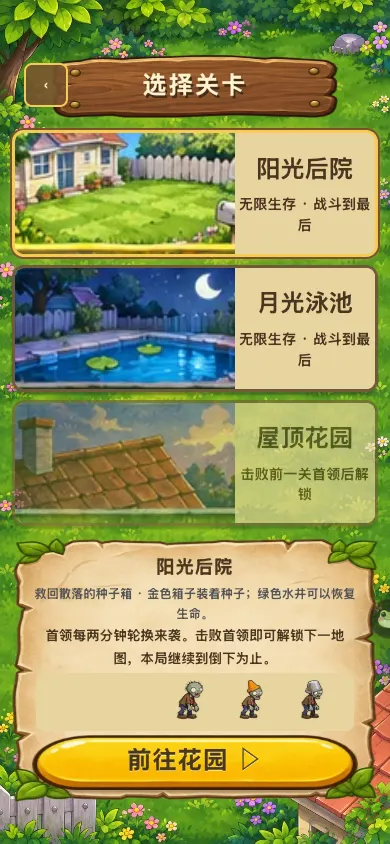 ‹
选择关卡
阳光后院
无限生存 · 战斗到最
后
月光泳池
无限生存 · 战斗到最
后
屋顶花园
击败前一关首领后解
锁
阳光后院
救回散落的种子箱 · 金色箱子装着种子；绿色水井可以恢复
生命。
首领每两分钟轮换来袭。击败首领即可解锁下一地
图，本局继续到倒下为止。
前往花园 ▷